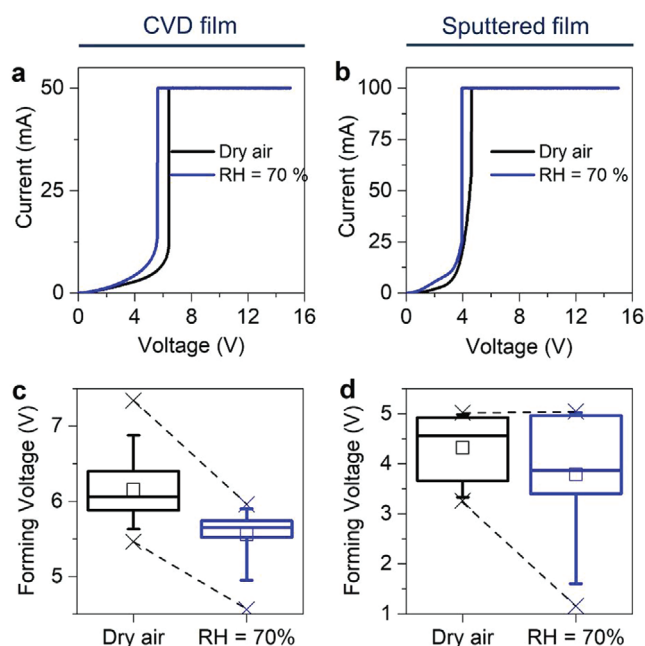 CVD film
Sputtered film
a
50
25
0
Current (mA)
Dry air
RH = 70 %
0 4 8 12 16
Voltage (V)
b
100
75
50
25
0
Current (mA)
Dry air
RH = 70 %
0 4 8 12 16
Voltage (V)
c
7
6
5
Forming Voltage (V)
Dry air RH = 70%
d
5
4
3
2
1
Forming Voltage (V)
Dry air RH = 70%